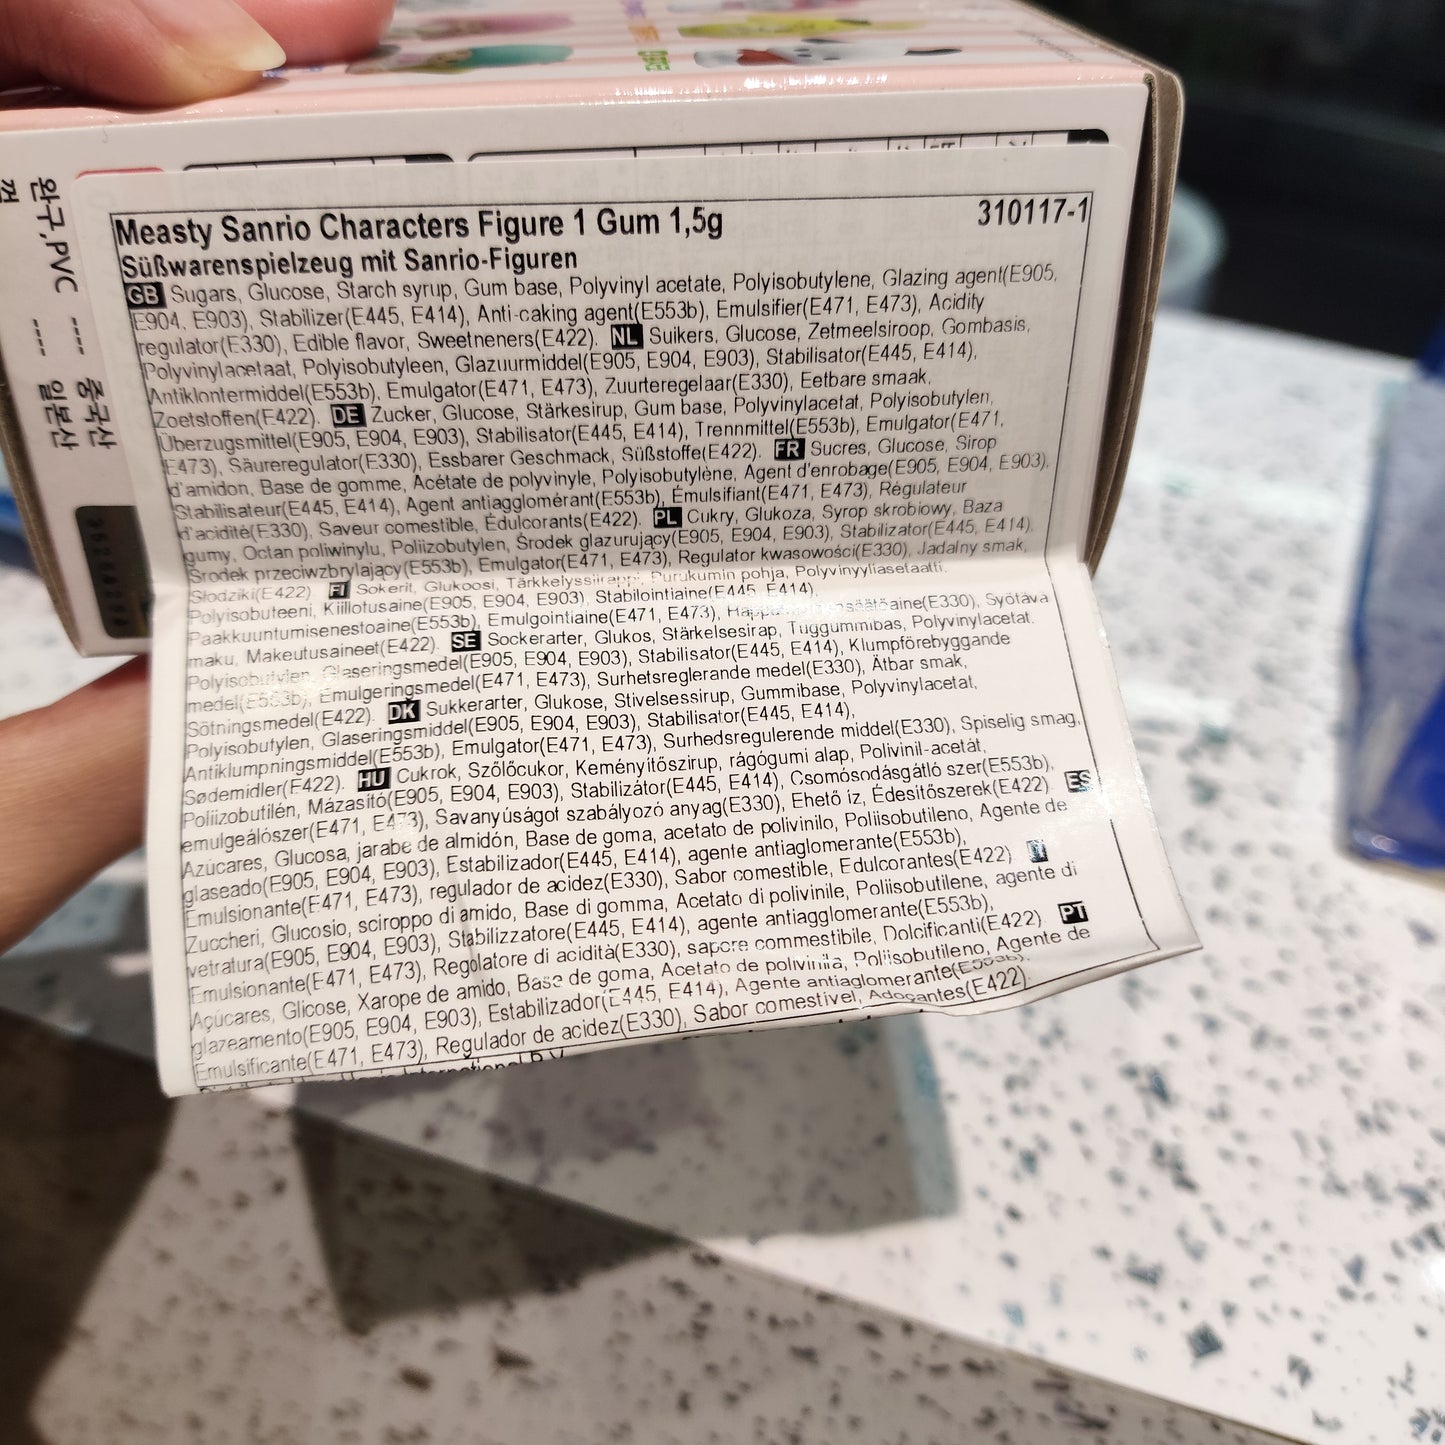 Measty Sanrio Characters Figure 1 Gum 1,5g 310117-1
Süßwarenspielzeug mit Sanrio-Figuren
GB Sugars, Glucose, Starch syrup, Gum base, Polyvinyl acetate, Polyisobutylene, Glazing agent(E905,
E904, E903), Stabilizer(E445, E414), Anti-caking agent(E553b), Emulsifier(E471, E473), Acidity
regulator(E330), Edible flavor, Sweetneners(E422). NL Suikers, Glucose, Zetmeelsiroop, Gombasis,
Polyvinylacetaat, Polyisobutyleen, Glazuurmiddel(E905, E904, E903), Stabilisator(E445, E414),
Antiklontermiddel(E553b), Emulgator(E471, E473), Zuurteregelaar(E330), Eetbare smaak,
Zoetstoffen(E422). DE Zucker, Glucose, Stärkesirup, Gum base, Polyvinylacetat, Polyisobutylen,
Überzugsmittel(E905, E904, E903), Stabilisator(E445, E414), Trennmittel(E553b), Emulgator(E471,
E473), Säureregulator(E330), Essbarer Geschmack, Süßstoffe(E422). FR Sucres, Glucose, Sirop
d'amidon, Base de gomme, Acétate de polyvinyle, Polyisobutylène, Agent d'enrobage(E905, E904, E903),
Stabilisateur(E445, E414), Agent antiagglomérant(E553b), Émulsifiant(E471, E473), Régulateur
d'acidité(E330), Saveur comestible, Édulcorants(E422). PL Cukry, Glukoza, Syrop skrobiowy, Baza
gumy, Octan poliwinylu, Poliizobutylen, Środek glazurujący(E905, E904, E903), Stabilizator(E445, E414),
Środek przeciwzbrylający(E553b), Emulgator(E471, E473), Regulator kwasowości(E330), Jadalny smak,
Słodziki(E422) FI Sokerit, Glukoosi, Tärkkelyssiirappi, Purukumin pohja, Polyvinyyliasetaatti,
Polyisobuteeni, Kiillotusaine(E905, E904, E903), Stabilointiaine(E445, E414),
Paakkuuntumisenestoaine(E553b), Emulgointiaine(E471, E473), (E330), Syötävä
maku, Makeutusaineet(E422). SE Sockerarter, Glukos, Stärkelsesirap, Tuggummibas, Polyvinylacetat,
Polyisobutylen, Glaseringsmedel(E905, E904, E903), Stabilisator(E445, E414), Klumpförebyggande
medel(E553b), Emulgeringsmedel(E471, E473), Surhetsreglerande medel(E330), Ätbar smak,
Sötningsmedel(E422). DK Sukkerarter, Glukose, Stivelsessirup, Gummibase, Polyvinylacetat,
Polyisobutylen, Glaseringsmiddel(E905, E904, E903), Stabilisator(E445, E414),
Antiklumpningsmiddel(E553b), Emulgator(E471, E473), Surhedsregulerende middel(E330), Spiselig smag,
Sødemidler(E422). HU Cukrok, Szőlőcukor, Keményítőszirup, rágógumi alap, Polivinil-acetát,
Poliizobutilén, Mázasító(E905, E904, E903), Stabilizátor(E445, E414), Csomósodásgátló szer(E553b),
emulgeálószer(E471, E473), Savanyúságot szabályozó anyag(E330), Ehető íz, Édesítőszerek(E422). ES
Azúcares, Glucosa, jarabe de almidón, Base de goma, acetato de polivinilo, Poliisobutileno, Agente de
glaseado(E905, E904, E903), Estabilizador(E445, E414), agente antiaglomerante(E553b),
Emulsionante(E471, E473), regulador de acidez(E330), Sabor comestible, Edulcorantes(E422)
Zuccheri, Glucosio, sciroppo di amido, Base di gomma, Acetato di polivinile, Poliisobutilene, agente di
vetratura(E905, E904, E903), Stabilizzatore(E445, E414), agente antiagglomerante(E553b),
Emulsionante(E471, E473), Regolatore di acidità(E330), sapore commestibile, Dolcificanti(E422) PT
Açúcares, Glicose, Xarope de amido, Base de goma, Acetato de polivinila, Poliisobutileno, Agente de
glazeamento(E905, E904, E903), Estabilizador(E445, E414), Agente antiaglomerante(E553b),
Emulsificante(E471, E473), Regulador de acidez(E330), Sabor comestível, Adoçantes(E422).
International B.V.
완구,PVC ---- 중국산
껌 ---- 일본산